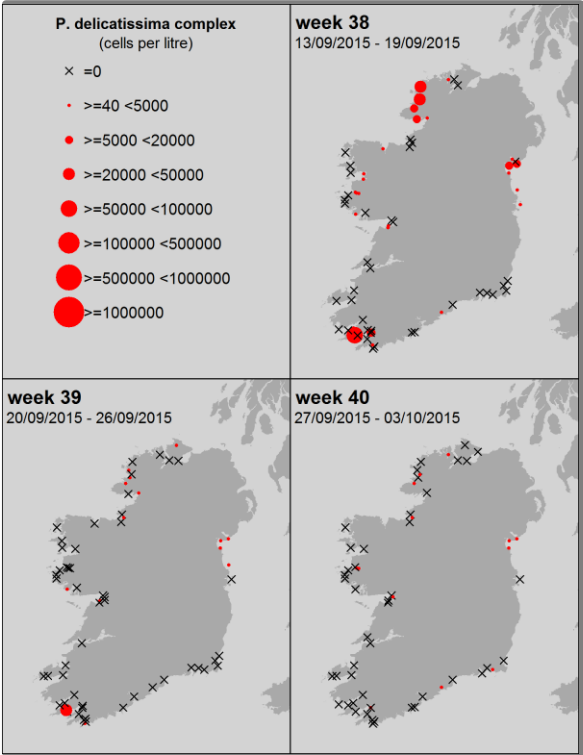 P. delicatissima complex
(cells per litre)
=0
>=40 <5000
>=5000 <20000
>=20000 <50000
>=50000 <100000
>=100000 <500000
>=500000 <1000000
>=1000000
week 38
13/09/2015 - 19/09/2015
week 39
20/09/2015 - 26/09/2015
week 40
27/09/2015 - 03/10/2015